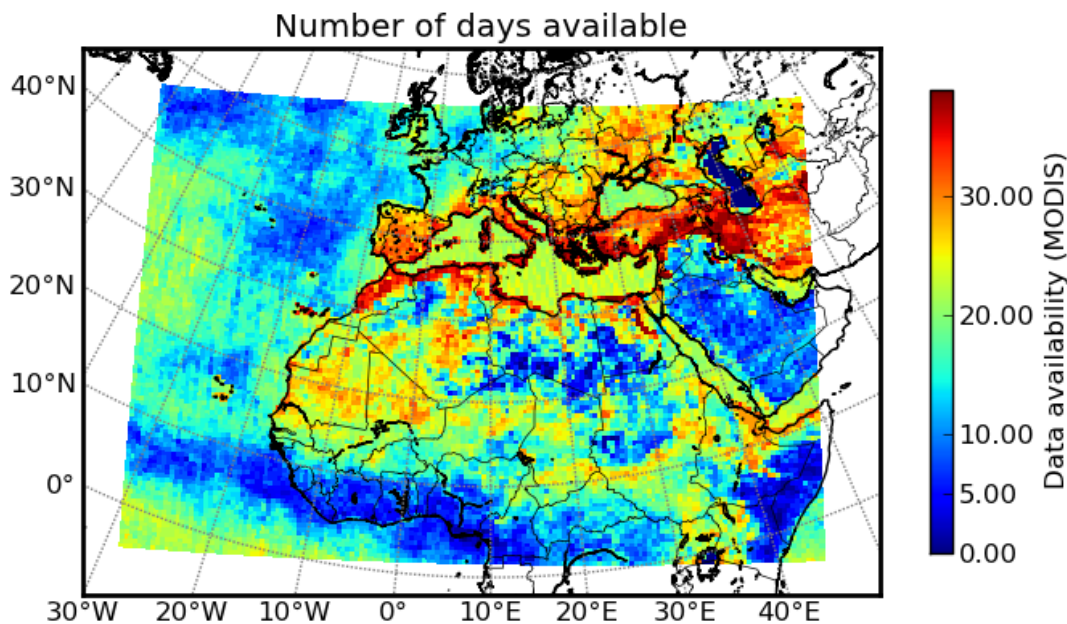 Number of days available
40°N
30°N
20°N
10°N
0°
30°W
20°W
10°W
0°
10°E
20°E
30°E
40°E
30.00
20.00
10.00
5.00
0.00
Data availability (MODIS)